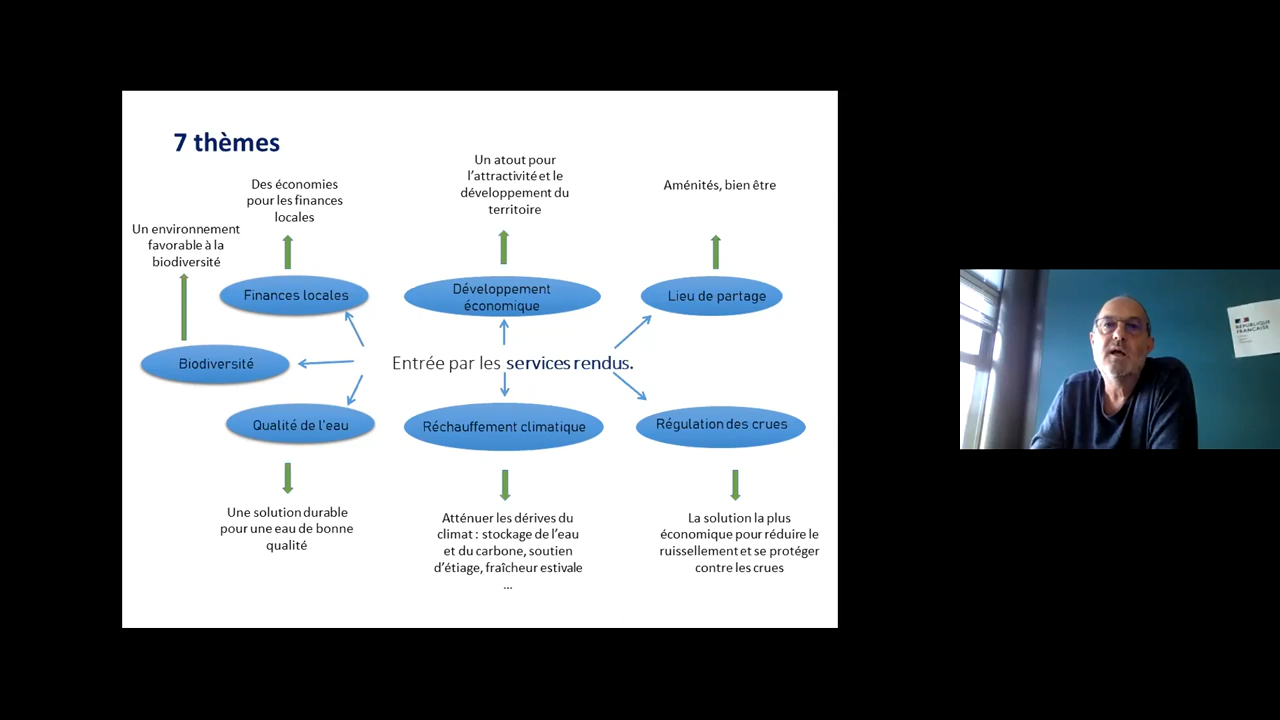 7 thèmes
Un environnement
favorable à la
biodiversité
Des économies
pour les finances
locales
Un atout pour
l'attractivité et le
développement du
territoire
Aménités, bien être
Finances locales
Développement
économique
Lieu de partage
Biodiversité
Entrée par les services rendus.
Qualité de l'eau
Réchauffement climatique
Régulation des crues
Une solution durable
pour une eau de bonne
qualité
Atténuer les dérives du
climat : stockage de l'eau
et du carbone, soutien
d'étiage, fraîcheur estivale
...
La solution la plus
économique pour réduire le
ruissellement et se protéger
contre les crues
RÉPUBLIQUE
FRANÇAISE